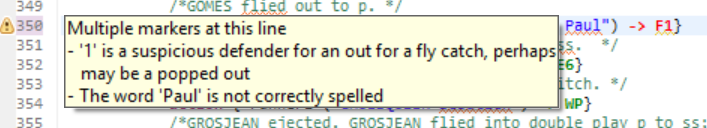 349 /*GOMES flied out to p. */
350 Paul") -> F1}
Multiple markers at this line
- '1' is a suspicious defender for an out for a fly catch, perhaps
may be a popped out
- The word 'Paul' is not correctly spelled
351 ss. */
352 E6}
353 itch. */
354 WP}
355 /*GROSJEAN ejected. GROSJEAN flied into double play p to ss: